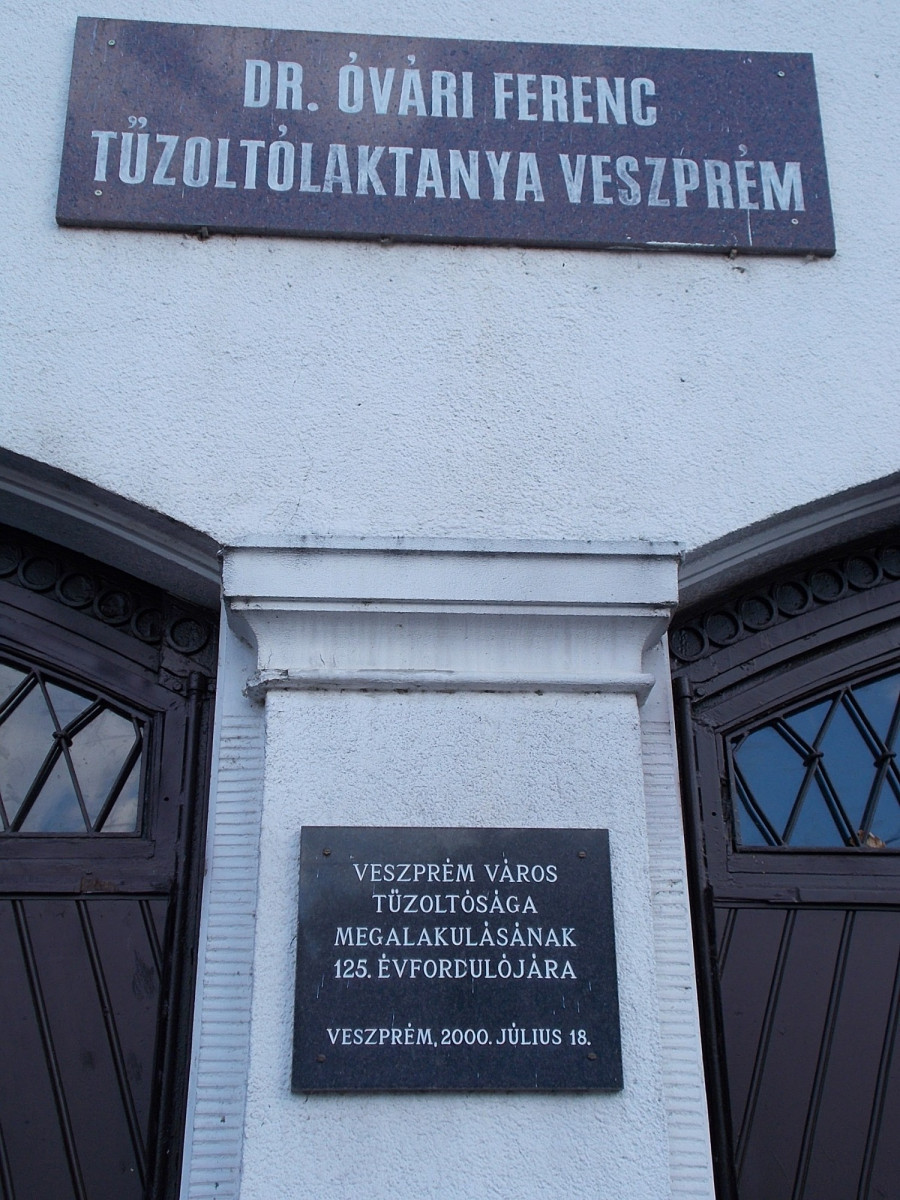 DR. ÓVÁRI FERENC
TŰZOLTÓLAKTANYA VESZPRÉM
VESZPRÉM VÁROS
TŰZOLTÓSÁGA
MEGALAKULÁSÁNAK
125. ÉVFORDULÓJÁRA
VESZPRÉM, 2000. JÚLIUS 18.